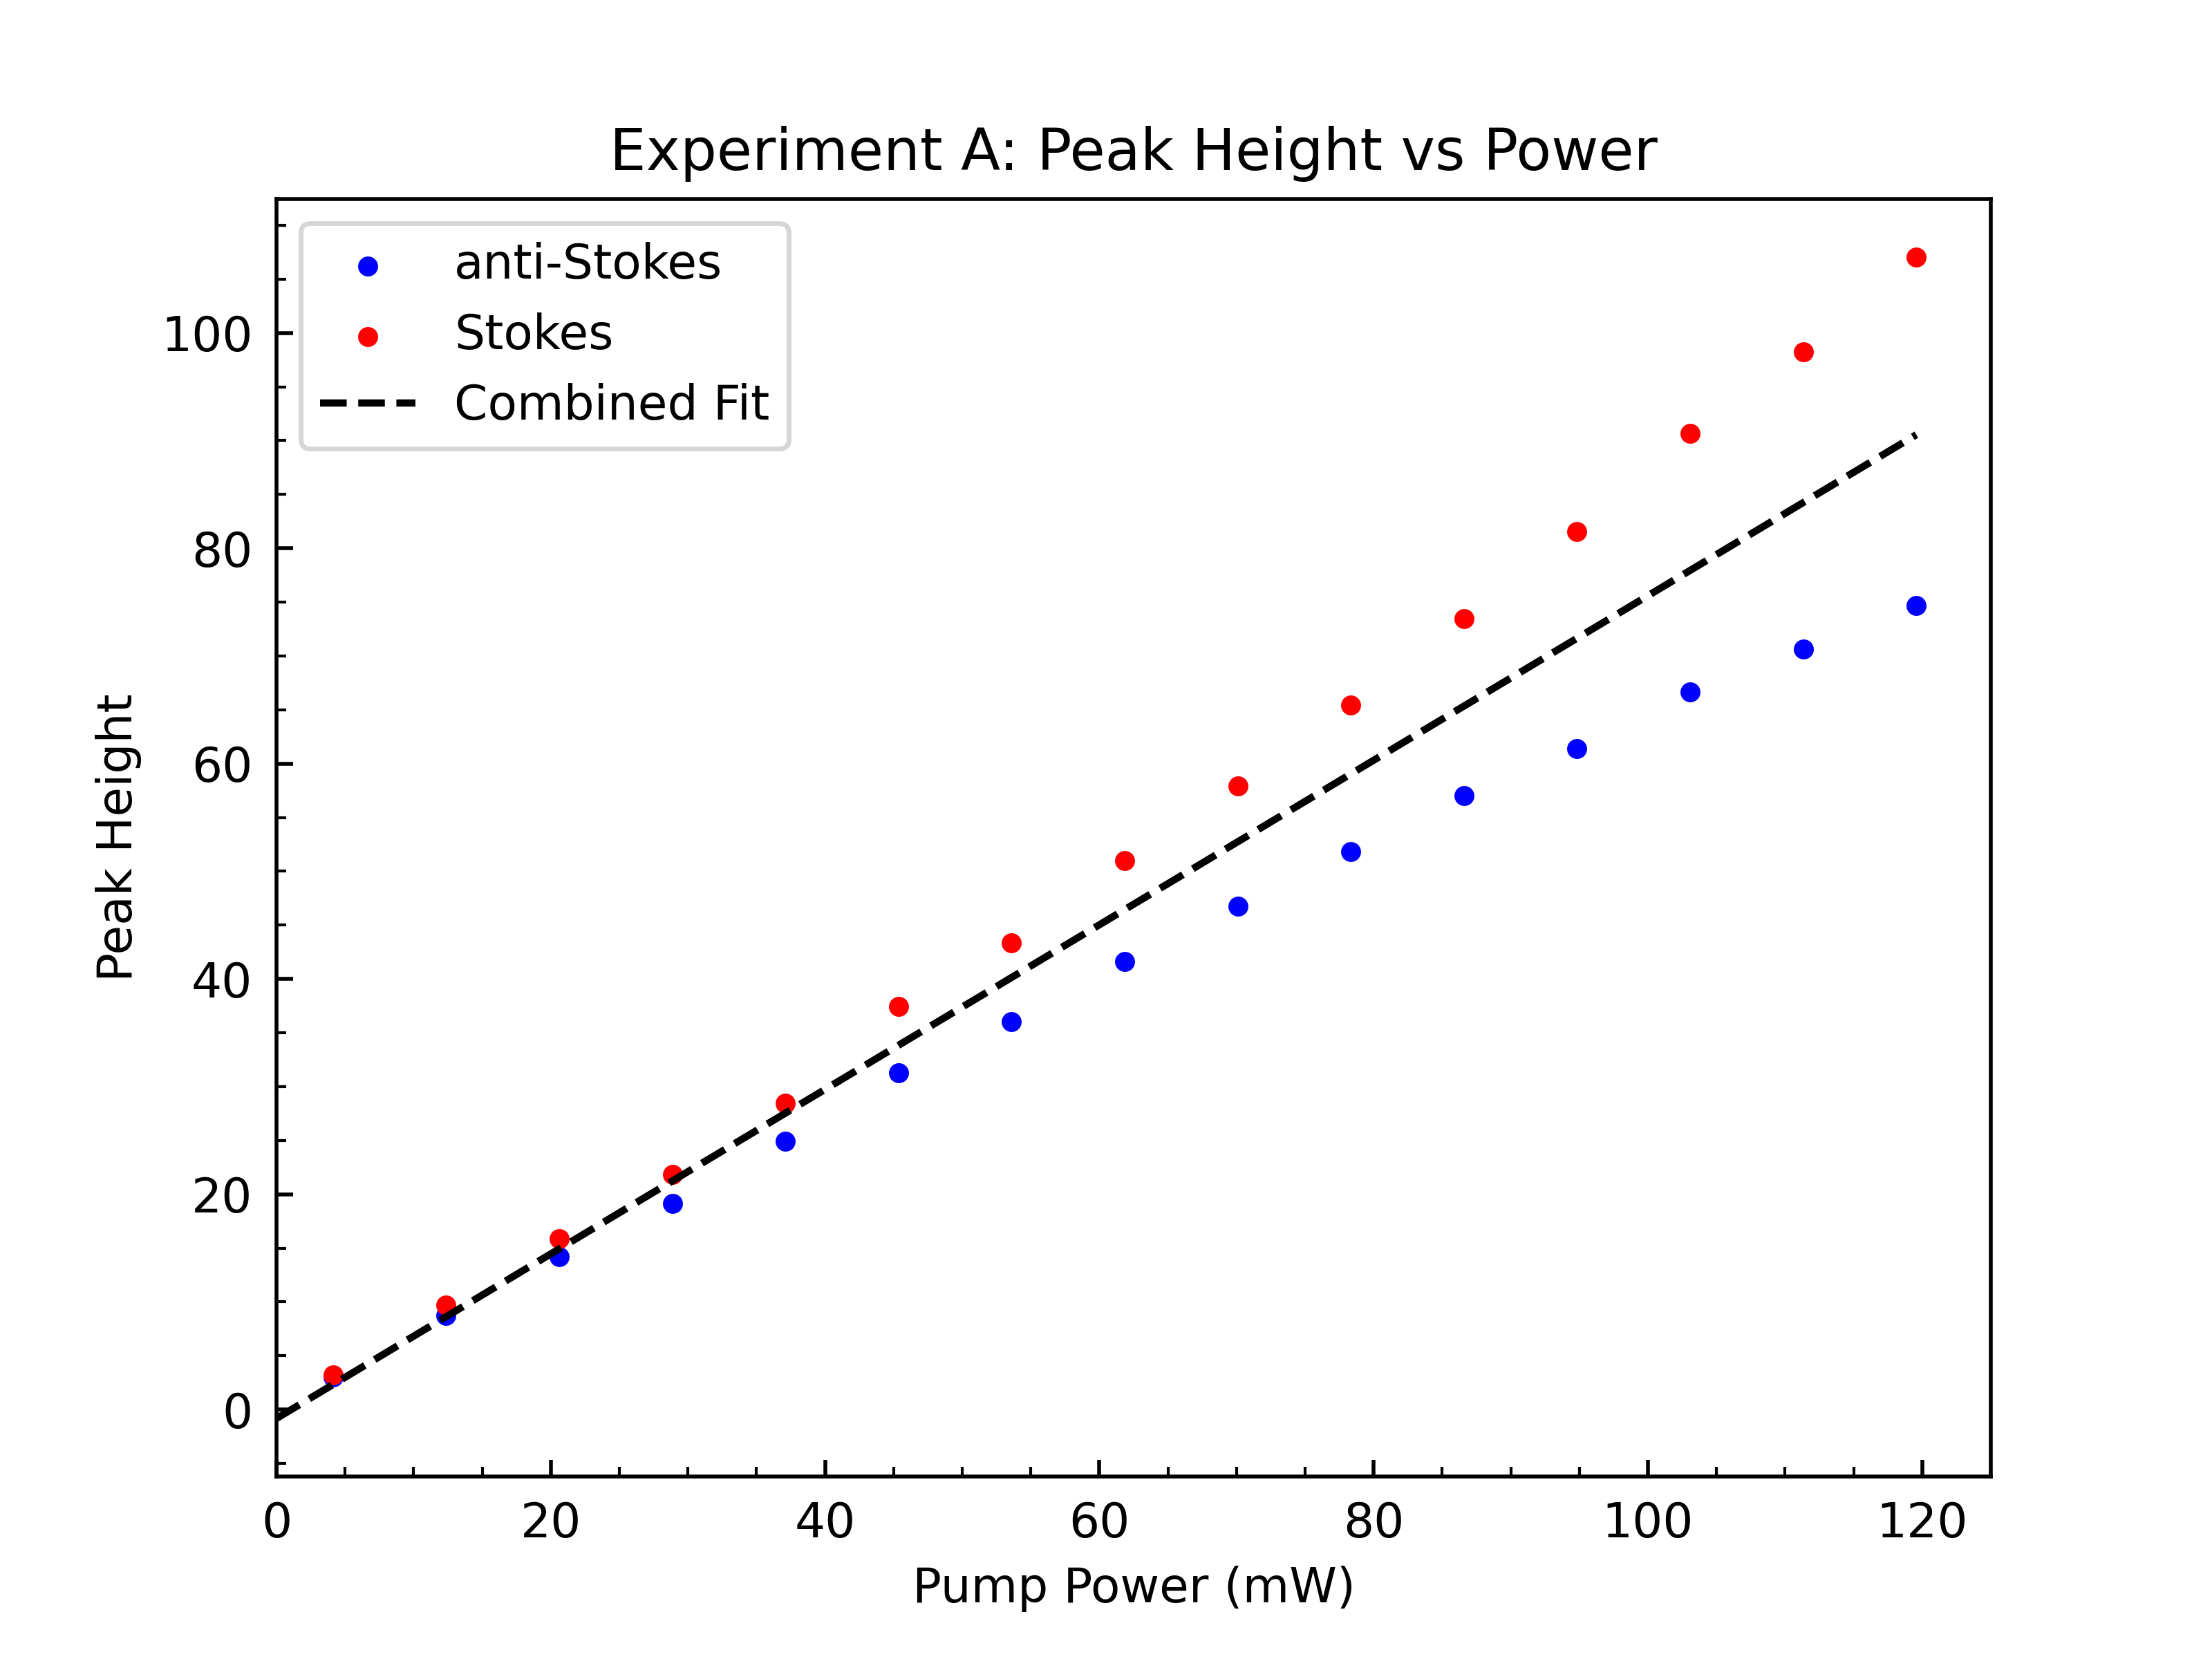 Experiment A: Peak Height vs Power
anti-Stokes
Stokes
Combined Fit
100
80
60
40
20
0
Peak Height
0 20 40 60 80 100 120
Pump Power (mW)